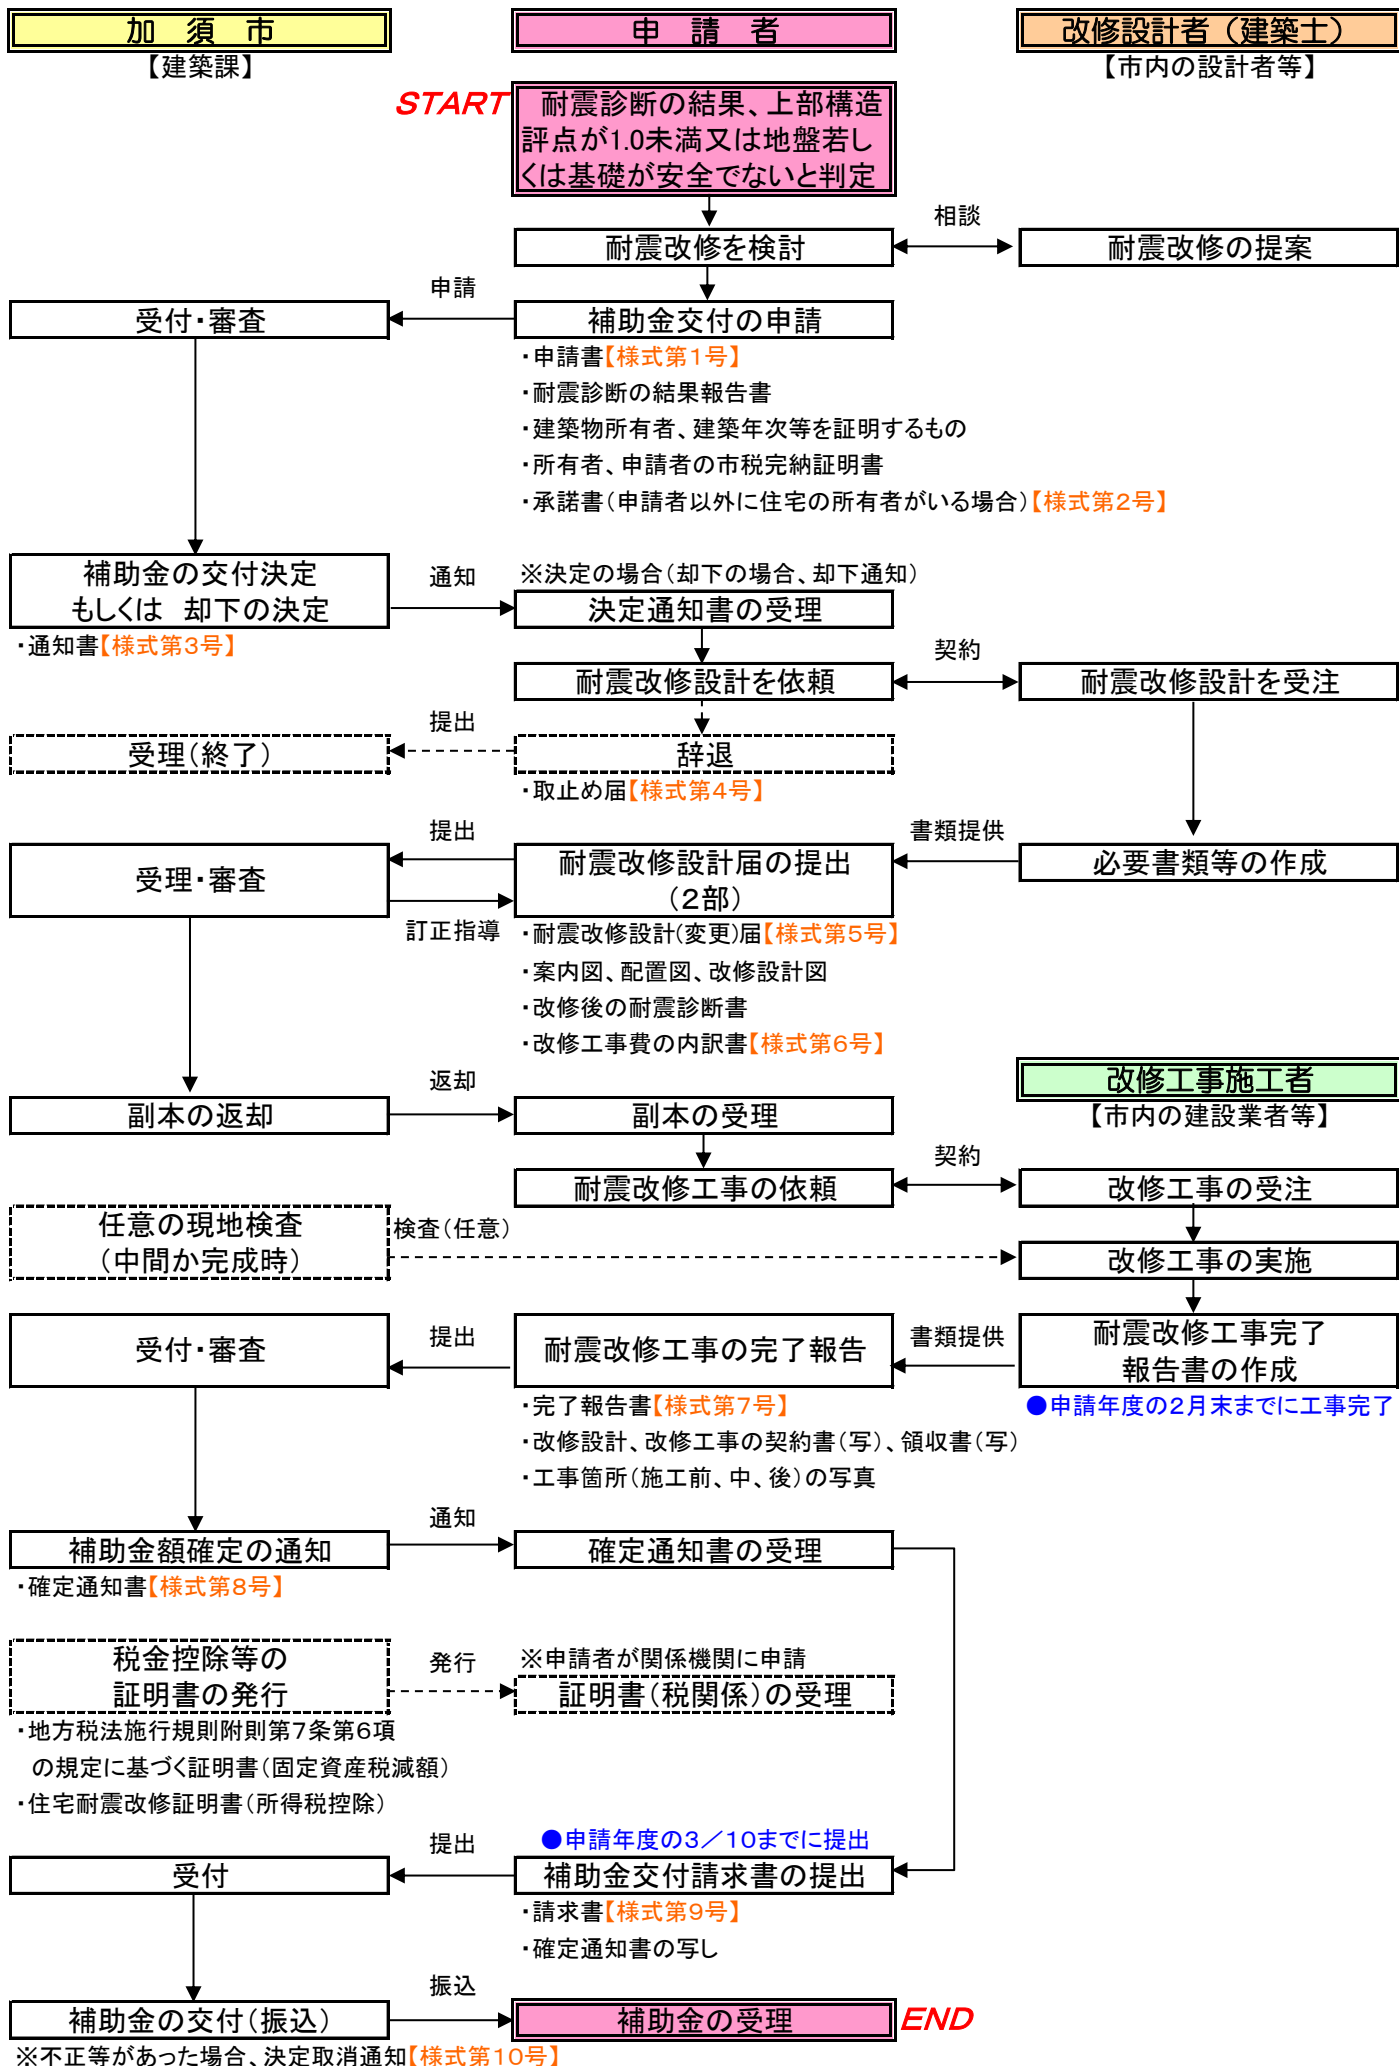 加 須 市
【建築課】
申 請 者
改修設計者（建築士）
【市内の設計者等】
START
耐震診断の結果、上部構造
評点が1.0未満又は地盤若し
くは基礎が安全でないと判定
耐震改修を検討
相談
耐震改修の提案
申請
受付・審査
補助金交付の申請
・申請書【様式第１号】
・耐震診断の結果報告書
・建築物所有者、建築年次等を証明するもの
・所有者、申請者の市税完納証明書
・承諾書（申請者以外に住宅の所有者がいる場合）【様式第２号】
補助金の交付決定
もしくは 却下の決定
・通知書【様式第３号】
通知
※決定の場合（却下の場合、却下通知）
決定通知書の受理
耐震改修設計を依頼
契約
耐震改修設計を受注
提出
受理（終了）
辞退
・取止め届【様式第４号】
提出
受理・審査
訂正指導
耐震改修設計届の提出
（２部）
書類提供
必要書類等の作成
・耐震改修設計(変更)届【様式第５号】
・案内図、配置図、改修設計図
・改修後の耐震診断書
・改修工事費の内訳書【様式第６号】
返却
副本の返却
副本の受理
改修工事施工者
【市内の建設業者等】
耐震改修工事の依頼
契約
改修工事の受注
任意の現地検査
（中間か完成時）
検査（任意）
改修工事の実施
受付・審査
提出
耐震改修工事の完了報告
書類提供
耐震改修工事完了
報告書の作成
●申請年度の２月末までに工事完了
・完了報告書【様式第７号】
・改修設計、改修工事の契約書（写）、領収書（写）
・工事箇所（施工前、中、後）の写真
通知
補助金額確定の通知
確定通知書の受理
・確定通知書【様式第８号】
税金控除等の
証明書の発行
発行
※申請者が関係機関に申請
証明書（税関係）の受理
・地方税法施行規則附則第７条第６項
の規定に基づく証明書（固定資産税減額）
・住宅耐震改修証明書（所得税控除）
●申請年度の３／１０までに提出
提出
受付
補助金交付請求書の提出
・請求書【様式第９号】
・確定通知書の写し
振込
補助金の交付（振込）
補助金の受理
END
※不正等があった場合、決定取消通知【様式第１０号】